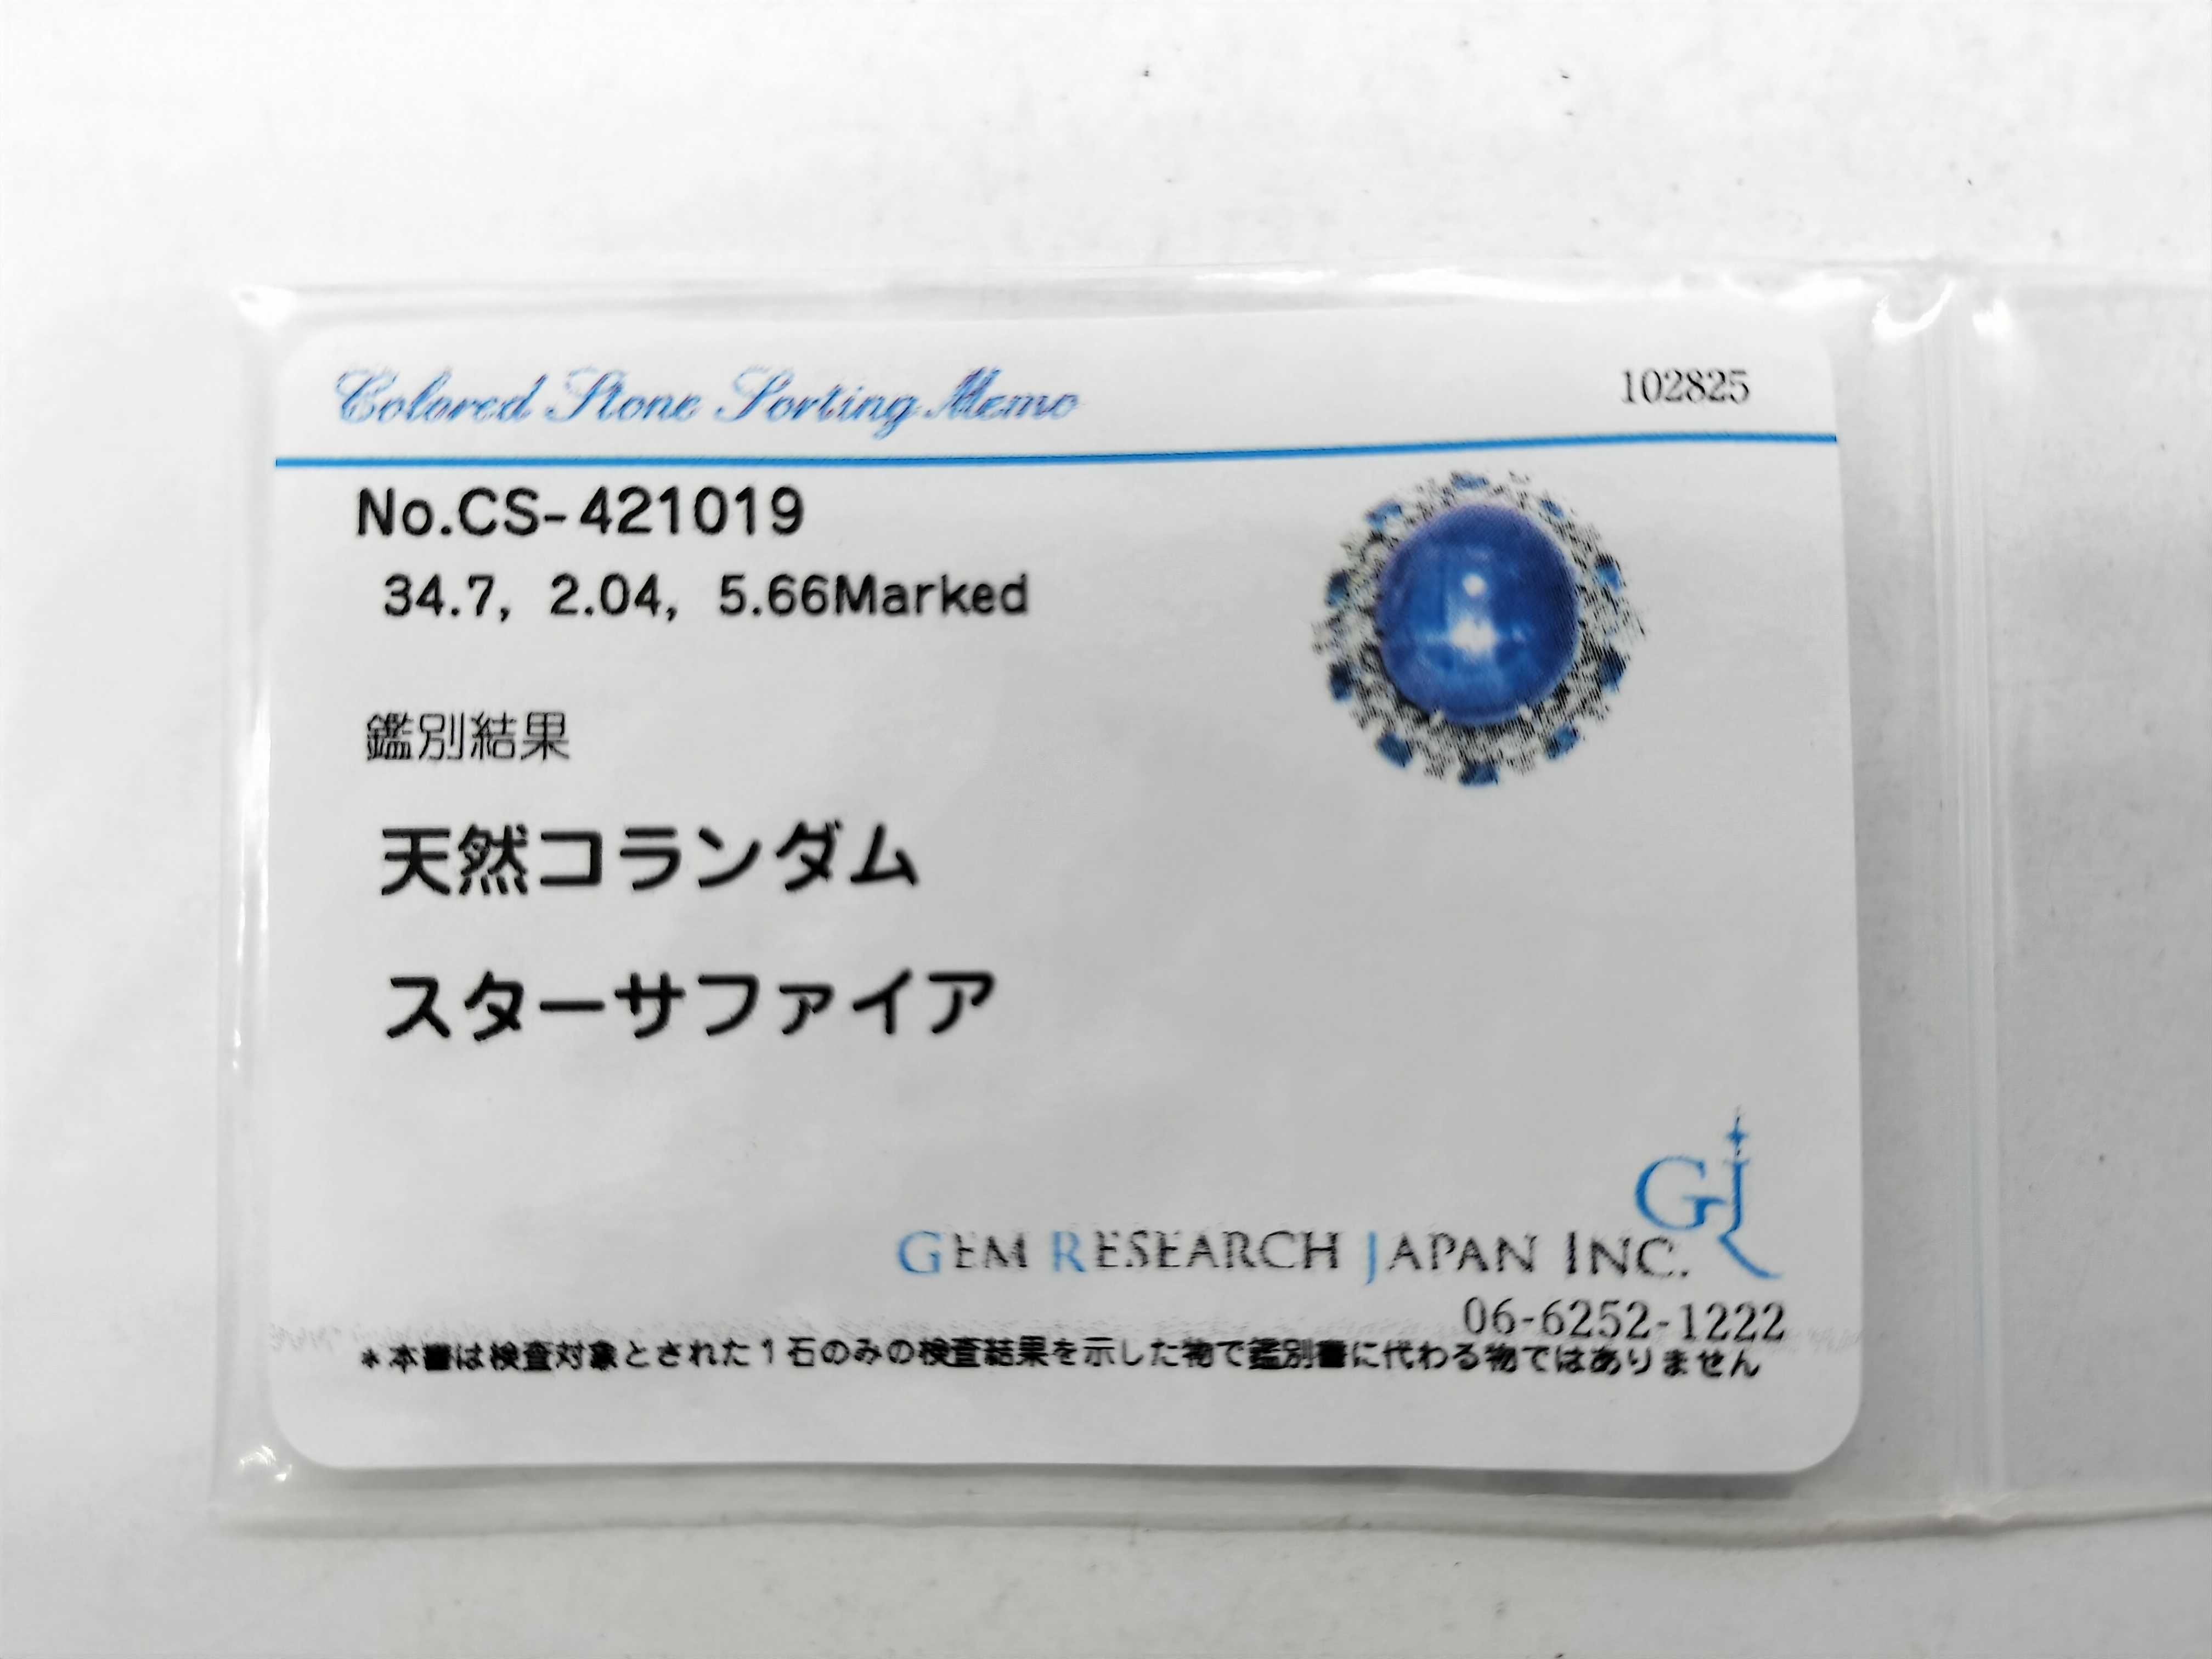 Colored Stone Sorting Memo
102825
No.CS-421019
34.7, 2.04, 5.66Marked
鑑別結果
天然コランダム
スターサファイア
GJ
GEM RESEARCH JAPAN INC.
06-6252-1222
*本書は検査対象とされた1石のみの検査結果を示した物で鑑別書に代わる物ではありません